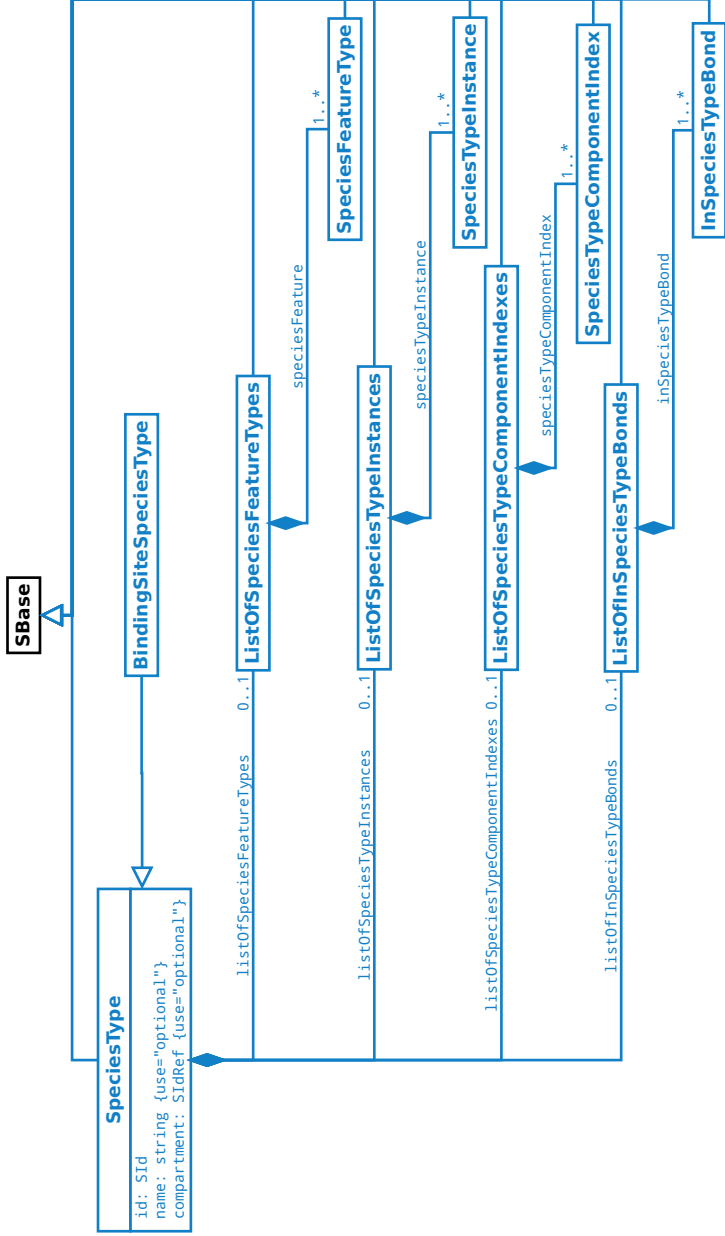 SBase
SpeciesType
id: SId
name: string {use="optional"}
compartment: SIdRef {use="optional"}
BindingSiteSpeciesType
listOfSpeciesFeatureTypes
0..1
ListOfSpeciesFeatureTypes
speciesFeature
1..*
SpeciesFeatureType
listOfSpeciesTypeInstances
0..1
ListOfSpeciesTypeInstances
speciesTypeInstance
1..*
SpeciesTypeInstance
listOfSpeciesTypeComponentIndexes
0..1
ListOfSpeciesTypeComponentIndexes
speciesTypeComponentIndex
1..*
SpeciesTypeComponentIndex
listOfInSpeciesTypeBonds
0..1
ListOfInSpeciesTypeBonds
inSpeciesTypeBond
1..*
InSpeciesTypeBond